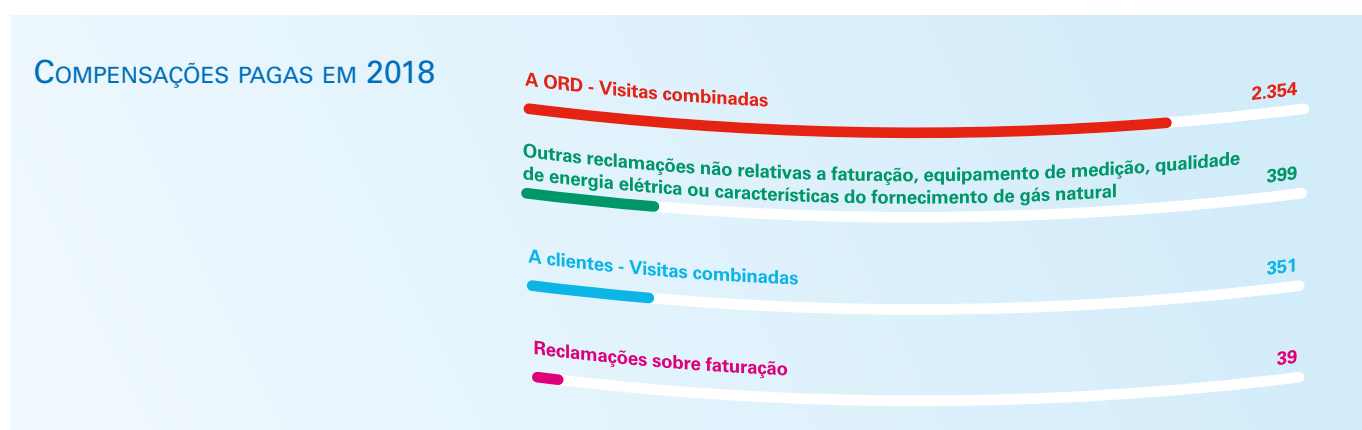 COMPENSAÇÕES PAGAS EM 2018
A ORD - Visitas combinadas
2.354
Outras reclamações não relativas a faturação, equipamento de medição, qualidade
de energia elétrica ou características do fornecimento de gás natural
399
A clientes - Visitas combinadas
351
Reclamações sobre faturação
39